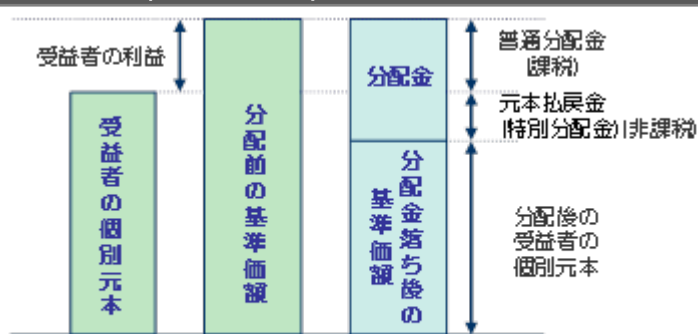 受益者の利益
受益者の個別元本
分配前の基準価額
分配金
分配金落ち後の
基準価額
普通分配金
(課税)
元本払戻金
(特別分配金)(非課税)
分配後の
受益者の
個別元本